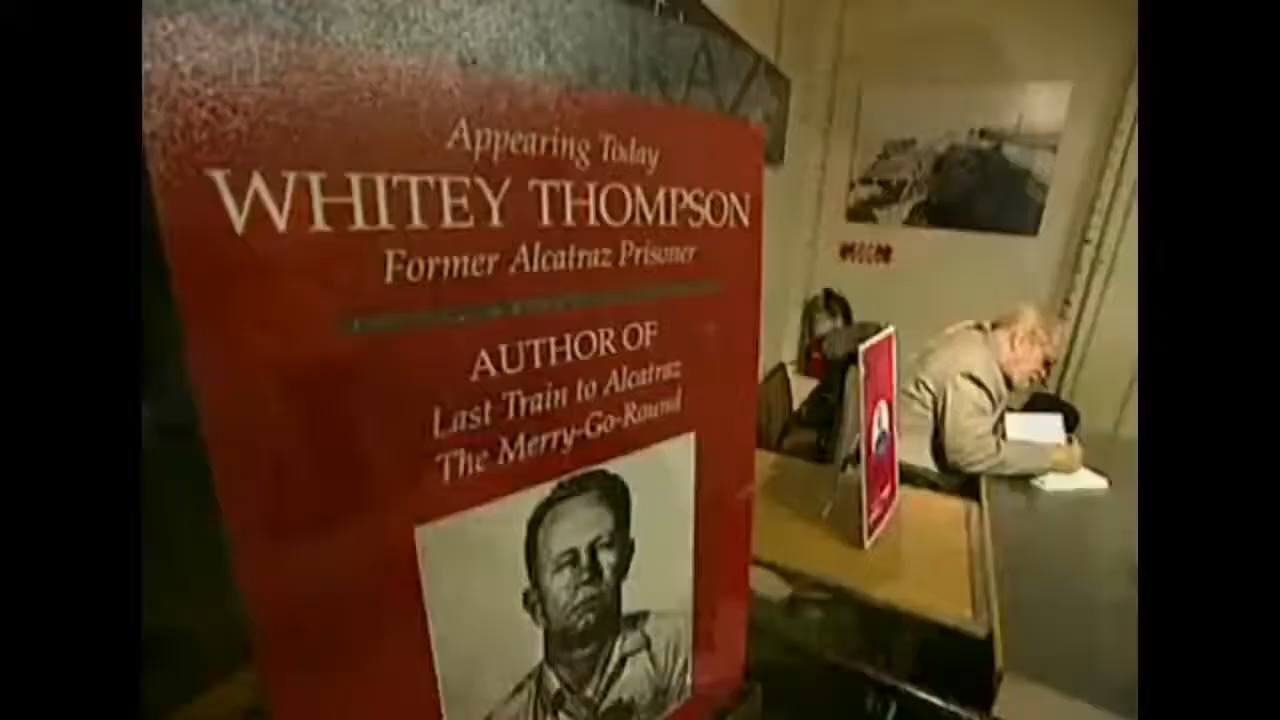 Appearing Today
WHITEY THOMPSON
Former Alcatraz Prisoner
AUTHOR OF
Last Train to Alcatraz
The Merry-Go-Round